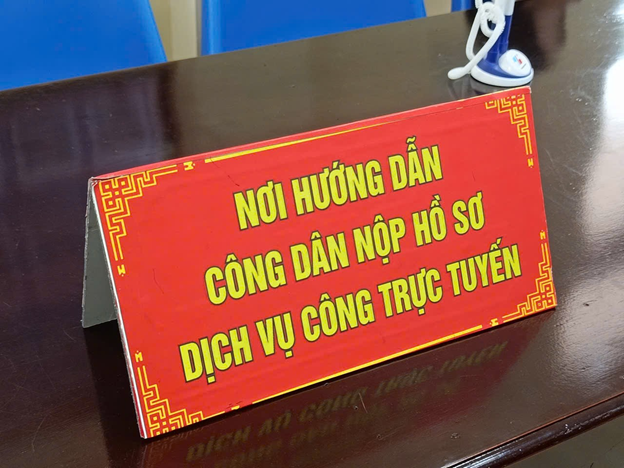 NƠI HƯỚNG DẪN
CÔNG DÂN NỘP HỒ SƠ
DỊCH VỤ CÔNG TRỰC TUYẾN